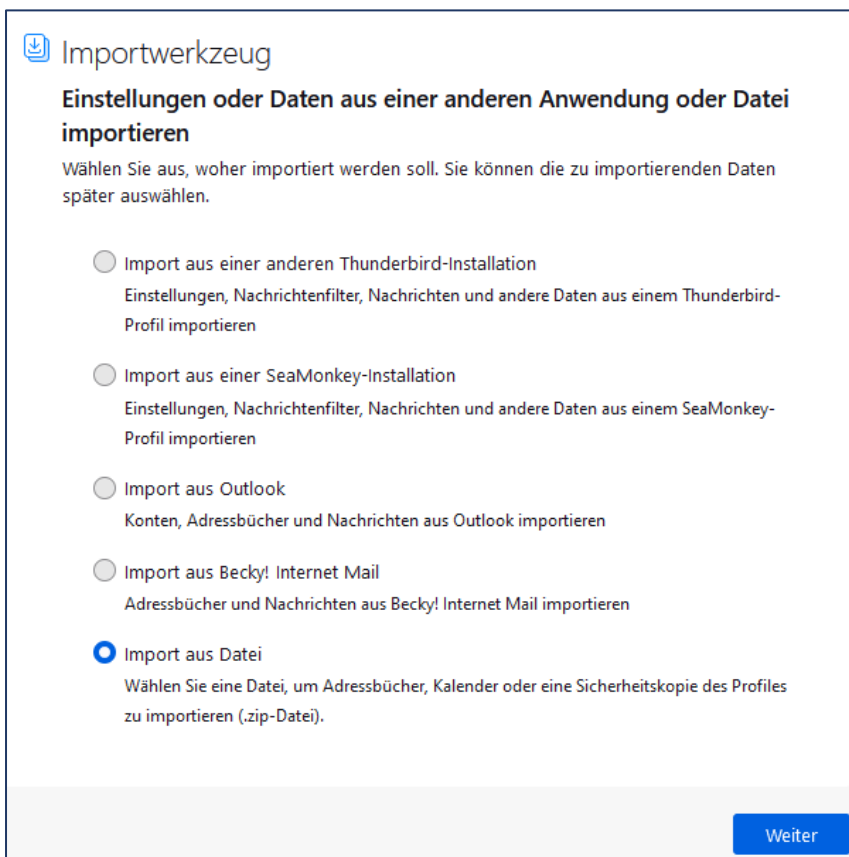 Importwerkzeug
Einstellungen oder Daten aus einer anderen Anwendung oder Datei
importieren
Wählen Sie aus, woher importiert werden soll. Sie können die zu importierenden Daten
später auswählen.
Import aus einer anderen Thunderbird-Installation
Einstellungen, Nachrichtenfilter, Nachrichten und andere Daten aus einem Thunderbird-
Profil importieren
Import aus einer SeaMonkey-Installation
Einstellungen, Nachrichtenfilter, Nachrichten und andere Daten aus einem SeaMonkey-
Profil importieren
Import aus Outlook
Konten, Adressbücher und Nachrichten aus Outlook importieren
Import aus Becky! Internet Mail
Adressbücher und Nachrichten aus Becky! Internet Mail importieren
Import aus Datei
Wählen Sie eine Datei, um Adressbücher, Kalender oder eine Sicherheitskopie des Profiles
zu importieren (.zip-Datei).
Weiter